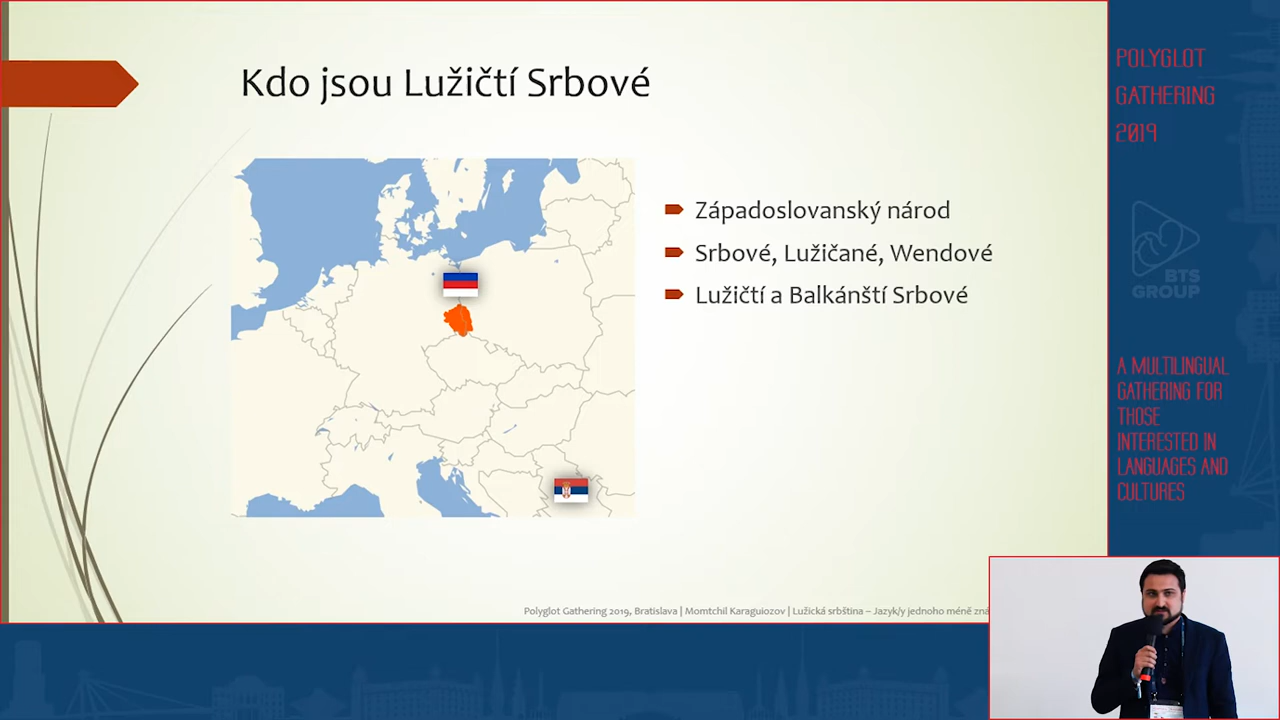 Kdo jsou Lužičtí Srbové
Západoslovanský národ
Srbové, Lužičané, Wendové
Lužičtí a Balkánští Srbové
Polyglot Gathering 2019, Bratislava | Momtchil Karaguiozov | Lužická srbština – Jazyk/y jednoho méně zná
POLYGLOT
GATHERING
2019
BTS
GROUP
A MULTILINGUAL
GATHERING FOR
THOSE
INTERESTED IN
LANGUAGES AND
CULTURES